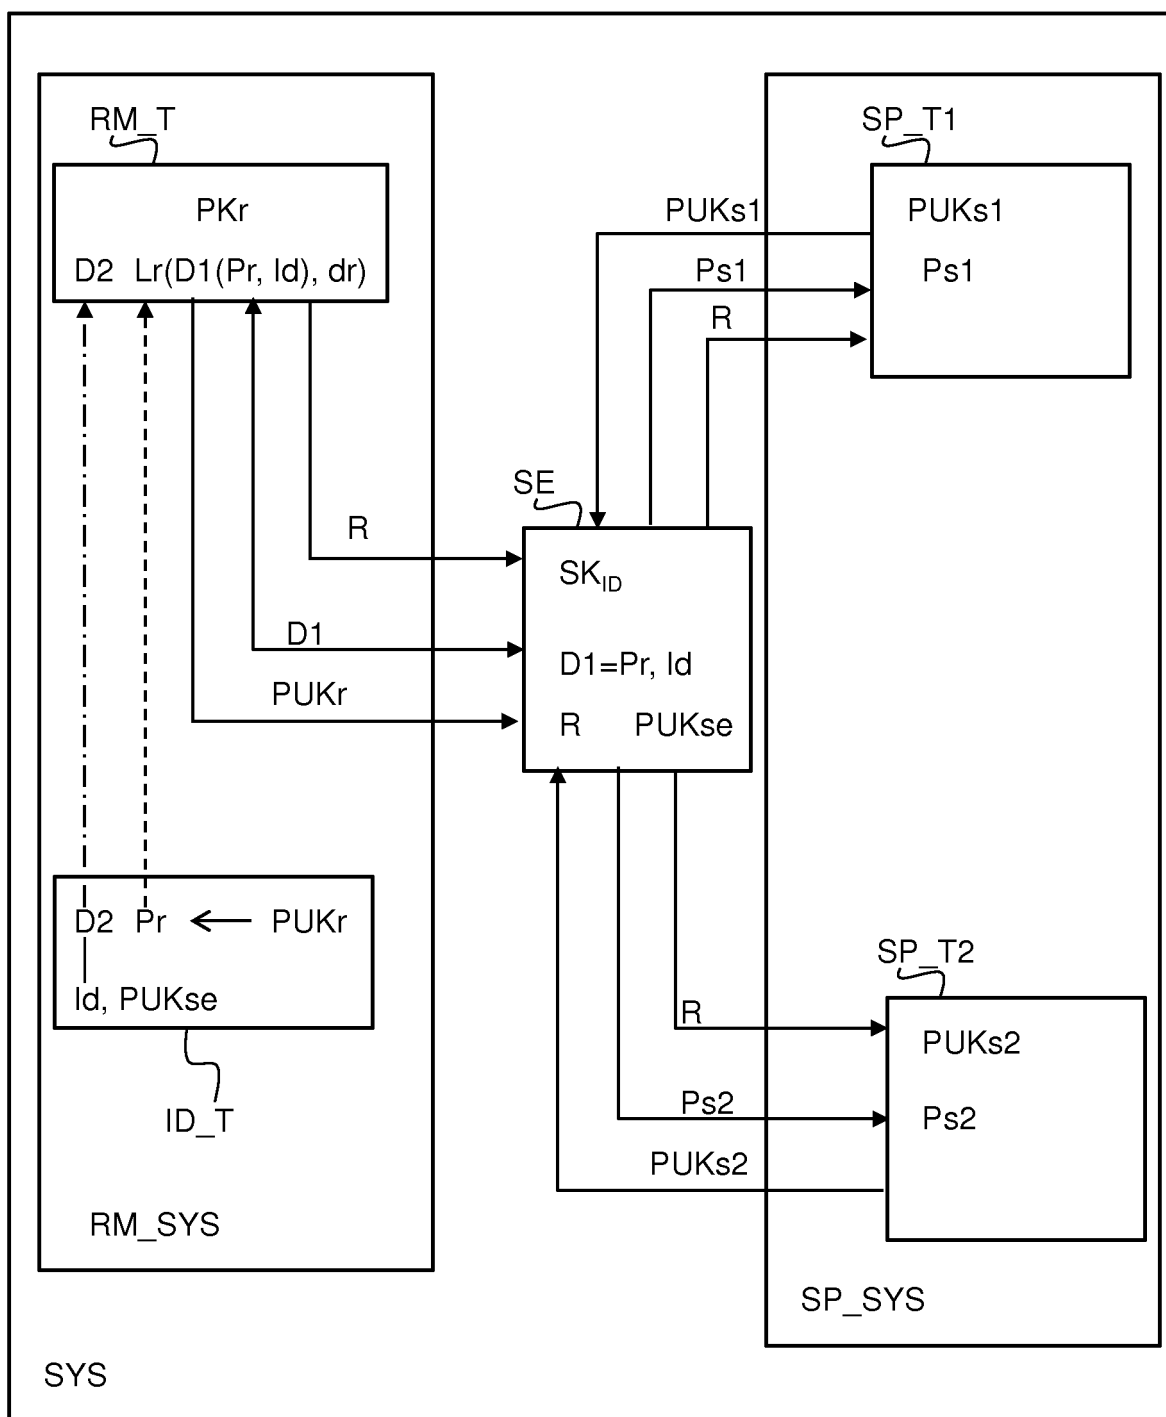 RM_T
PKr
D2 Lr(D1(Pr, Id), dr)
SP_T1
PUKs1
Ps1
PUKs1
Ps1
R
SE
SK_ID
D1=Pr, Id
R PUKse
R
D1
PUKr
D2 Pr PUKr
Id, PUKse
ID_T
RM_SYS
R
Ps2
PUKs2
SP_T2
PUKs2
Ps2
SP_SYS
SYS